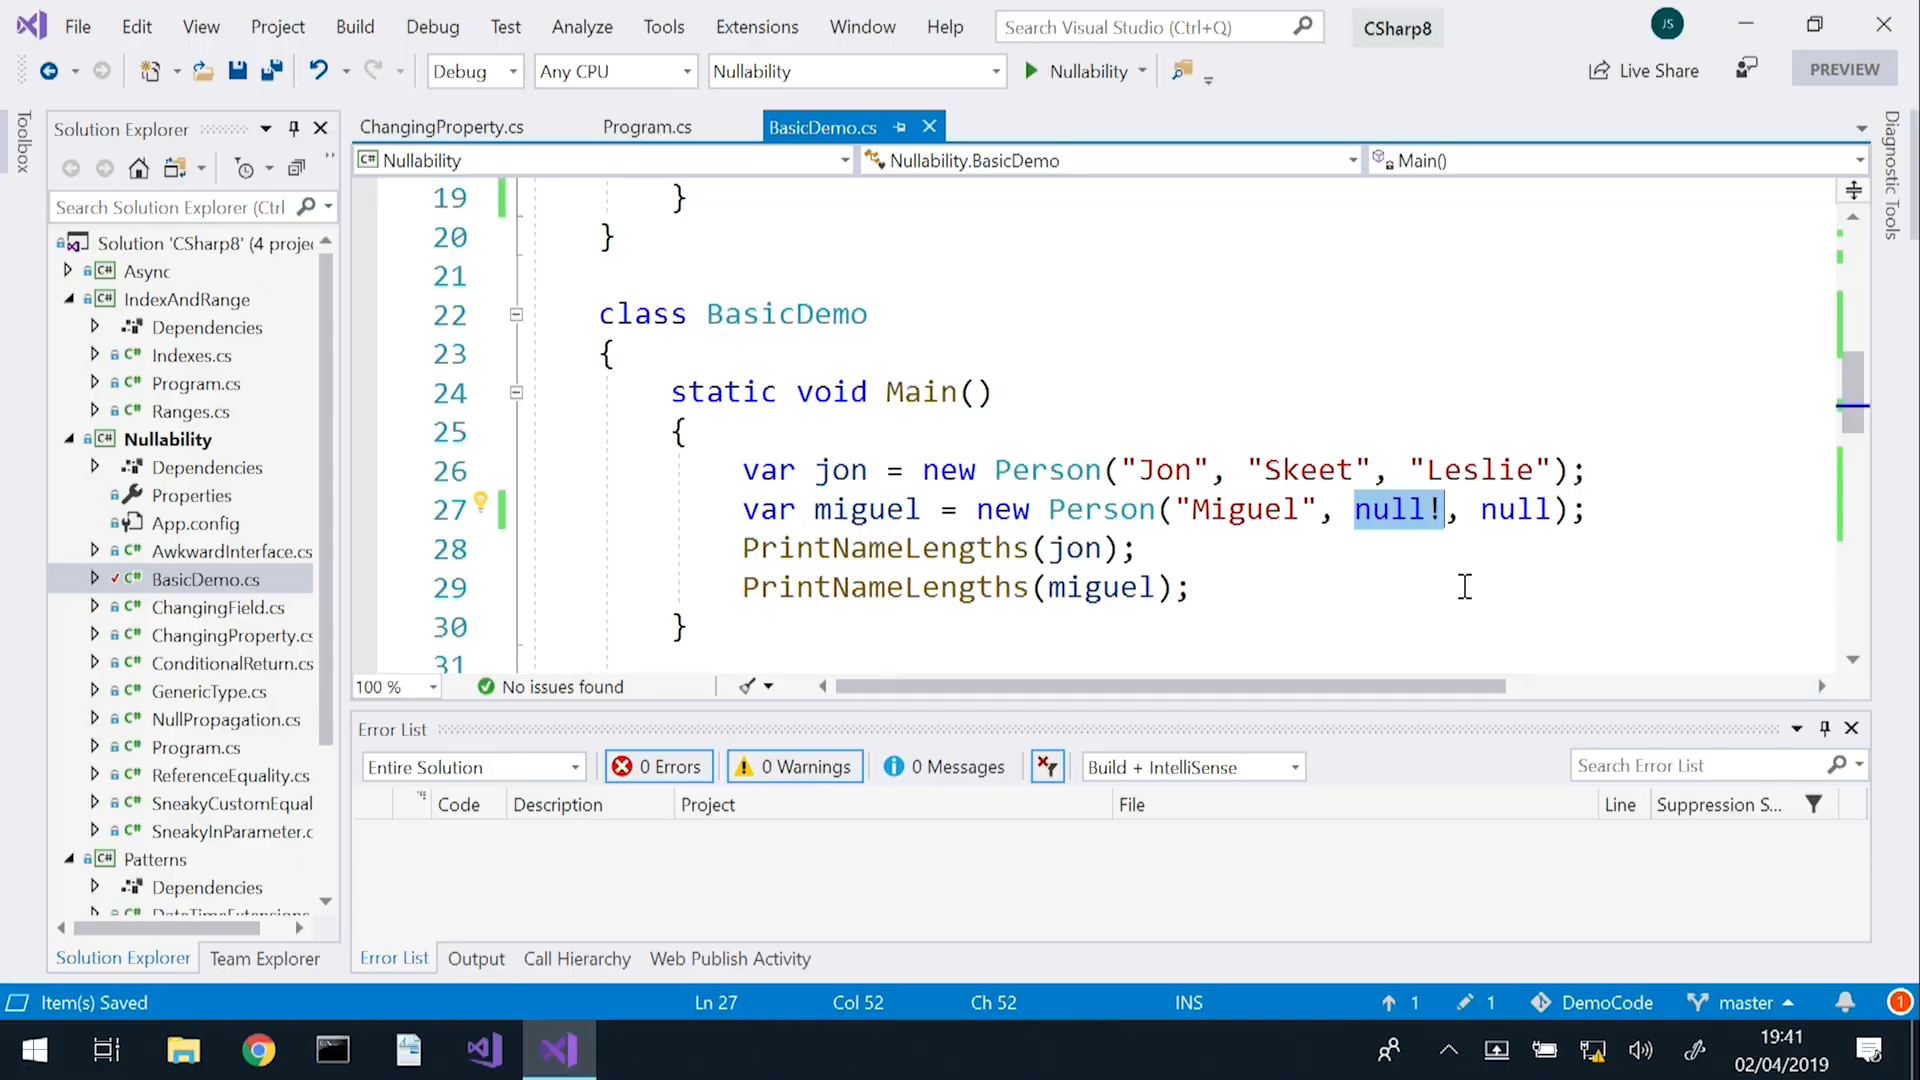 File Edit View Project Build Debug Test Analyze Tools Extensions Window Help Search Visual Studio (Ctrl+Q) CSharp8 JS
Debug Any CPU Nullability Nullability Live Share PREVIEW
Toolbox
Solution Explorer
Search Solution Explorer (Ctrl
Solution 'CSharp8' (4 projec
C# Async
C# IndexAndRange
Dependencies
C# Indexes.cs
C# Program.cs
C# Ranges.cs
C# Nullability
Dependencies
Properties
App.config
C# AwkwardInterface.cs
C# BasicDemo.cs
C# ChangingField.cs
C# ChangingProperty.cs
C# ConditionalReturn.cs
C# GenericType.cs
C# NullPropagation.cs
C# Program.cs
C# ReferenceEquality.cs
C# SneakyCustomEqual
C# SneakyInParameter.c
C# Patterns
Dependencies
C# DateTimeExtensions
Solution Explorer Team Explorer
ChangingProperty.cs Program.cs BasicDemo.cs
C# Nullability Nullability.BasicDemo Main()
19 }
20 }
21
22 class BasicDemo
23 {
24 static void Main()
25 {
26 var jon = new Person("Jon", "Skeet", "Leslie");
27 var miguel = new Person("Miguel", null!, null);
28 PrintNameLengths(jon);
29 PrintNameLengths(miguel);
30 }
31
100 % No issues found
Error List
Entire Solution 0 Errors 0 Warnings 0 Messages Build + IntelliSense Search Error List
Code Description Project File Line Suppression S...
Error List Output Call Hierarchy Web Publish Activity
Diagnostic Tools
Item(s) Saved Ln 27 Col 52 Ch 52 INS 1 1 DemoCode master 1
19:41
02/04/2019